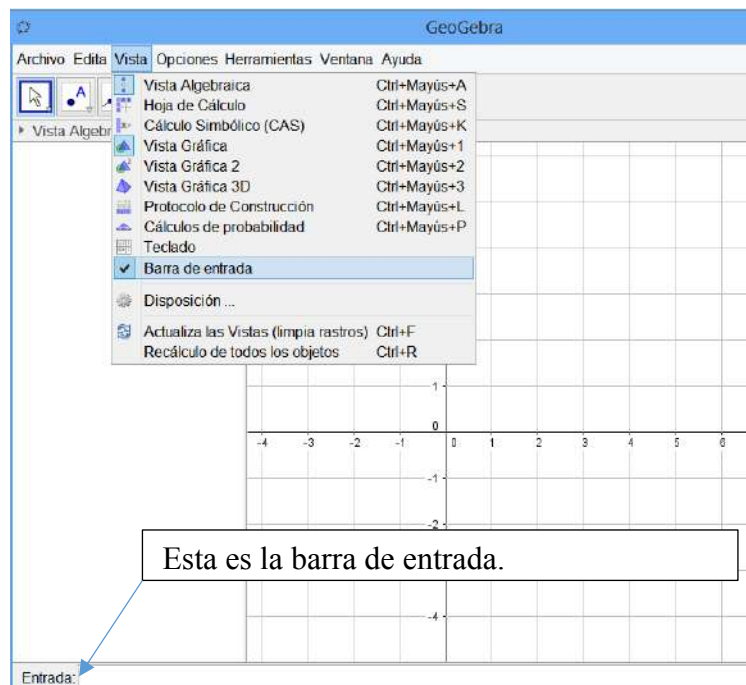 GeoGebra
Archivo Edita Vista Opciones Herramientas Ventana Ayuda
Vista Algebraica Ctrl+Mayús+A
Hoja de Cálculo Ctrl+Mayús+S
Cálculo Simbólico (CAS) Ctrl+Mayús+K
Vista Gráfica Ctrl+Mayús+1
Vista Gráfica 2 Ctrl+Mayús+2
Vista Gráfica 3D Ctrl+Mayús+3
Protocolo de Construcción Ctrl+Mayús+L
Cálculos de probabilidad Ctrl+Mayús+P
Teclado
Barra de entrada
Disposición ...
Actualiza las Vistas (limpia rastros) Ctrl+F
Recálculo de todos los objetos Ctrl+R
A
Vista Algebr
1
0
-4 -3 -2 -1 0 1 2 3 4 5 6
-1
-2
Esta es la barra de entrada.
-4
Entrada: